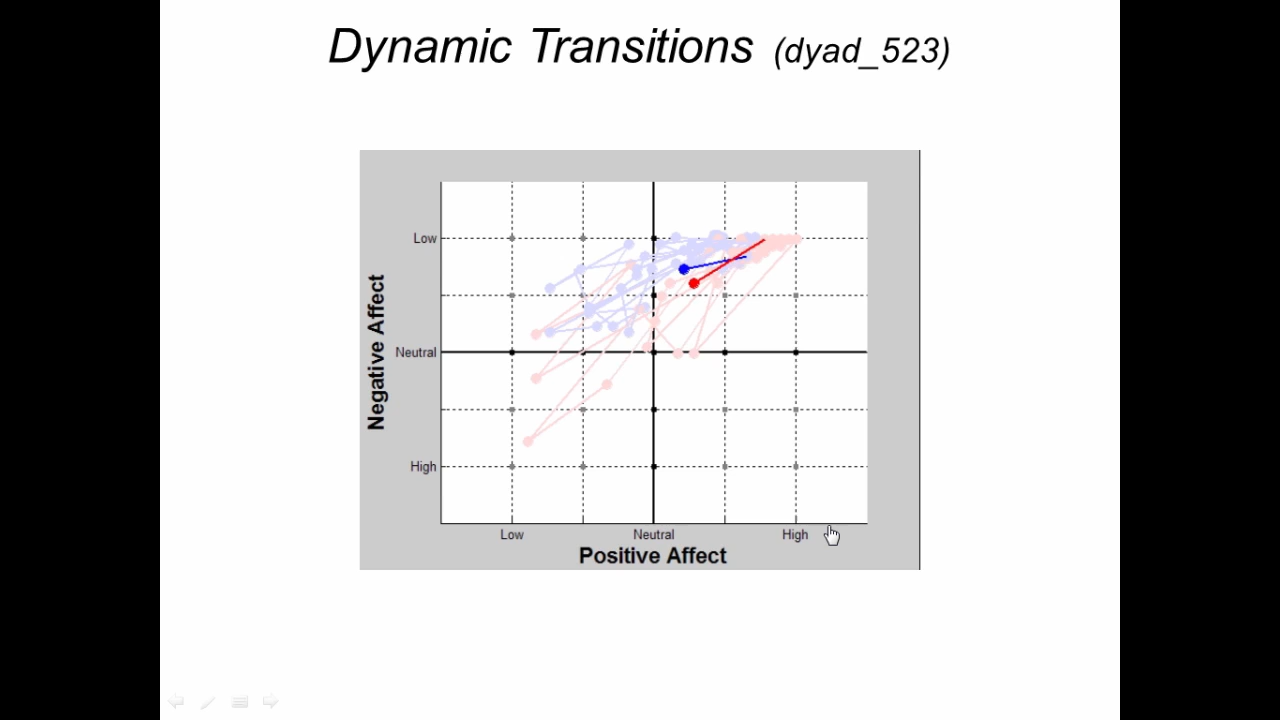 Dynamic Transitions (dyad_523)
Low
Neutral
High
Negative Affect
Low
Neutral
High
Positive Affect